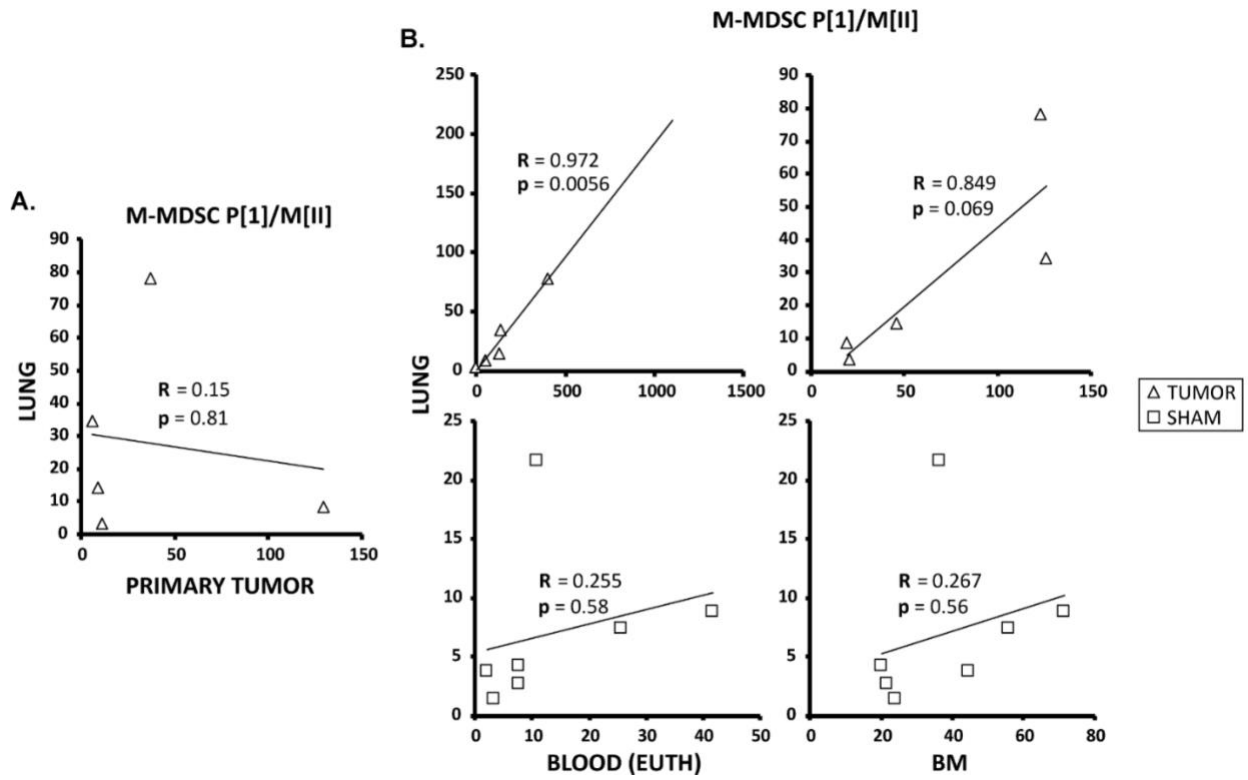 A.
M-MDSC P[1]/M[II]
90
80
70
60
50
40
30
20
10
0
LUNG
R = 0.15
p = 0.81
0 50 100 150
PRIMARY TUMOR
B.
M-MDSC P[1]/M[II]
250
200
150
100
50
0
R = 0.972
p = 0.0056
0 500 1000 1500
90
80
70
60
50
40
30
20
10
0
R = 0.849
p = 0.069
0 50 100 150
LUNG
25
20
15
10
5
0
R = 0.255
p = 0.58
0 10 20 30 40 50
BLOOD (EUTH)
25
20
15
10
5
0
R = 0.267
p = 0.56
0 20 40 60 80
BM
TUMOR
SHAM